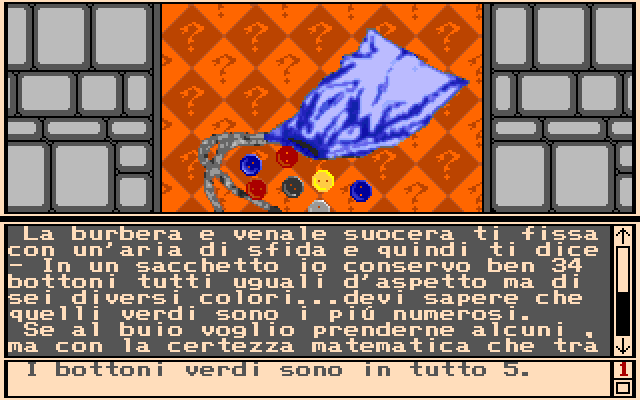 La burbera e venale suocera ti fissa
con un'aria di sfida e quindi ti dice
- In un sacchetto io conservo ben 34
bottoni tutti uguali d'aspetto ma di
sei diversi colori...devi sapere che
quelli verdi sono i piú numerosi.
Se al buio voglio prenderne alcuni ,
ma con la certezza matematica che tra
I bottoni verdi sono in tutto 5.
1